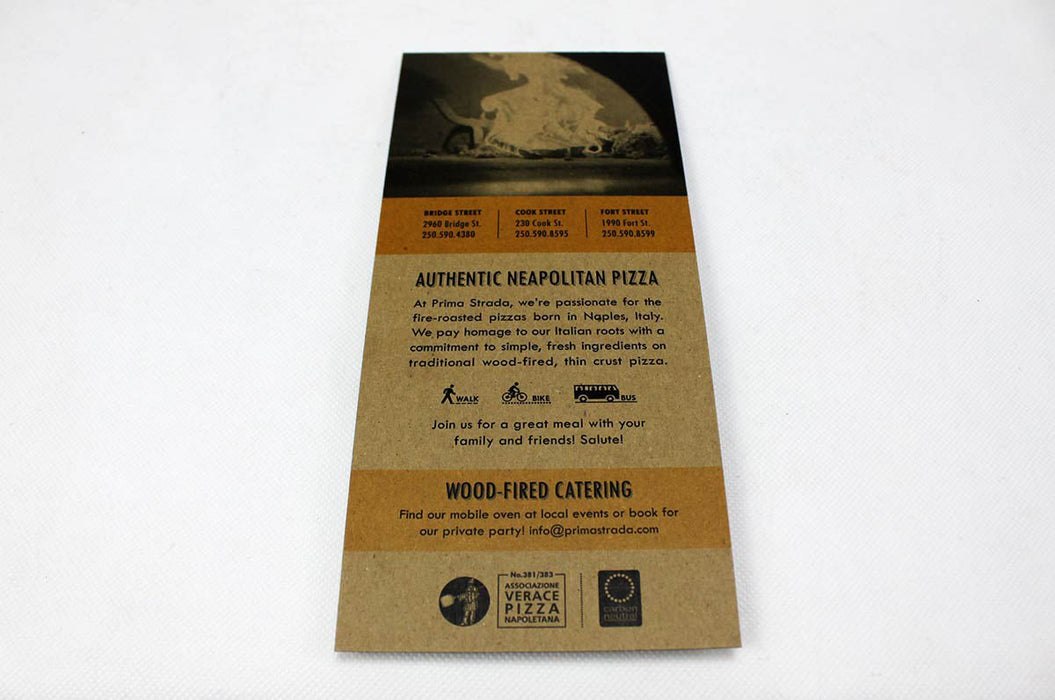 BRIDGE STREET
2960 Bridge St.
250.590.4380
COOK STREET
230 Cook St.
250.590.8595
FORT STREET
1990 Fort St.
250.590.8599
AUTHENTIC NEAPOLITAN PIZZA
At Prima Strada, we're passionate for the
fire-roasted pizzas born in Naples, Italy.
We pay homage to our Italian roots with a
commitment to simple, fresh ingredients on
traditional wood-fired, thin crust pizza.
WALK
BIKE
BUS
Join us for a great meal with your
family and friends! Salute!
WOOD-FIRED CATERING
Find our mobile oven at local events or book for
our private party! info@primastrada.com
No.381/383
ASSOCIAZIONE
VERACE
PIZZA
NAPOLETANA
carbon
neutral